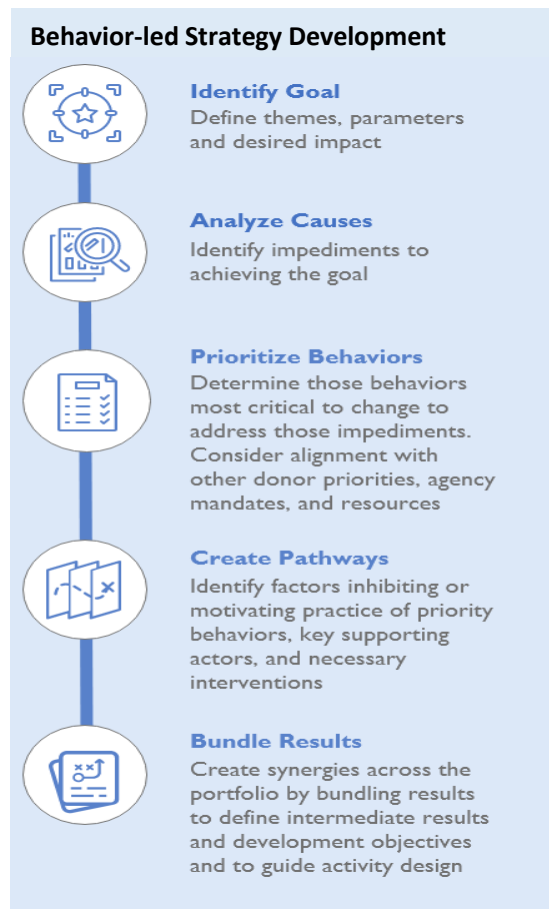 Behavior-led Strategy Development
Identify Goal
Define themes, parameters
and desired impact
Analyze Causes
Identify impediments to
achieving the goal
Prioritize Behaviors
Determine those behaviors
most critical to change to
address those impediments.
Consider alignment with
other donor priorities, agency
mandates, and resources
Create Pathways
Identify factors inhibiting or
motivating practice of priority
behaviors, key supporting
actors, and necessary
interventions
Bundle Results
Create synergies across the
portfolio by bundling results
to define intermediate results
and development objectives
and to guide activity design